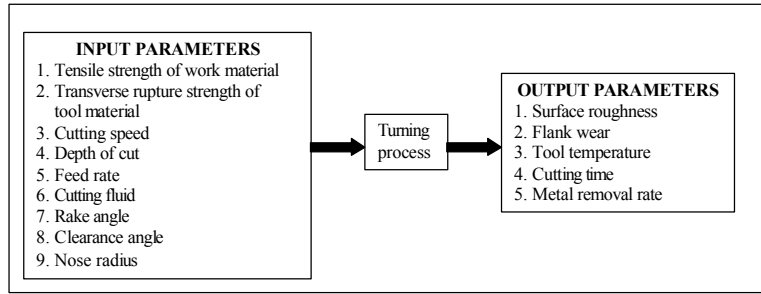 INPUT PARAMETERS
1. Tensile strength of work material
2. Transverse rupture strength of
tool material
3. Cutting speed
4. Depth of cut
5. Feed rate
6. Cutting fluid
7. Rake angle
8. Clearance angle
9. Nose radius
Turning
process
OUTPUT PARAMETERS
1. Surface roughness
2. Flank wear
3. Tool temperature
4. Cutting time
5. Metal removal rate